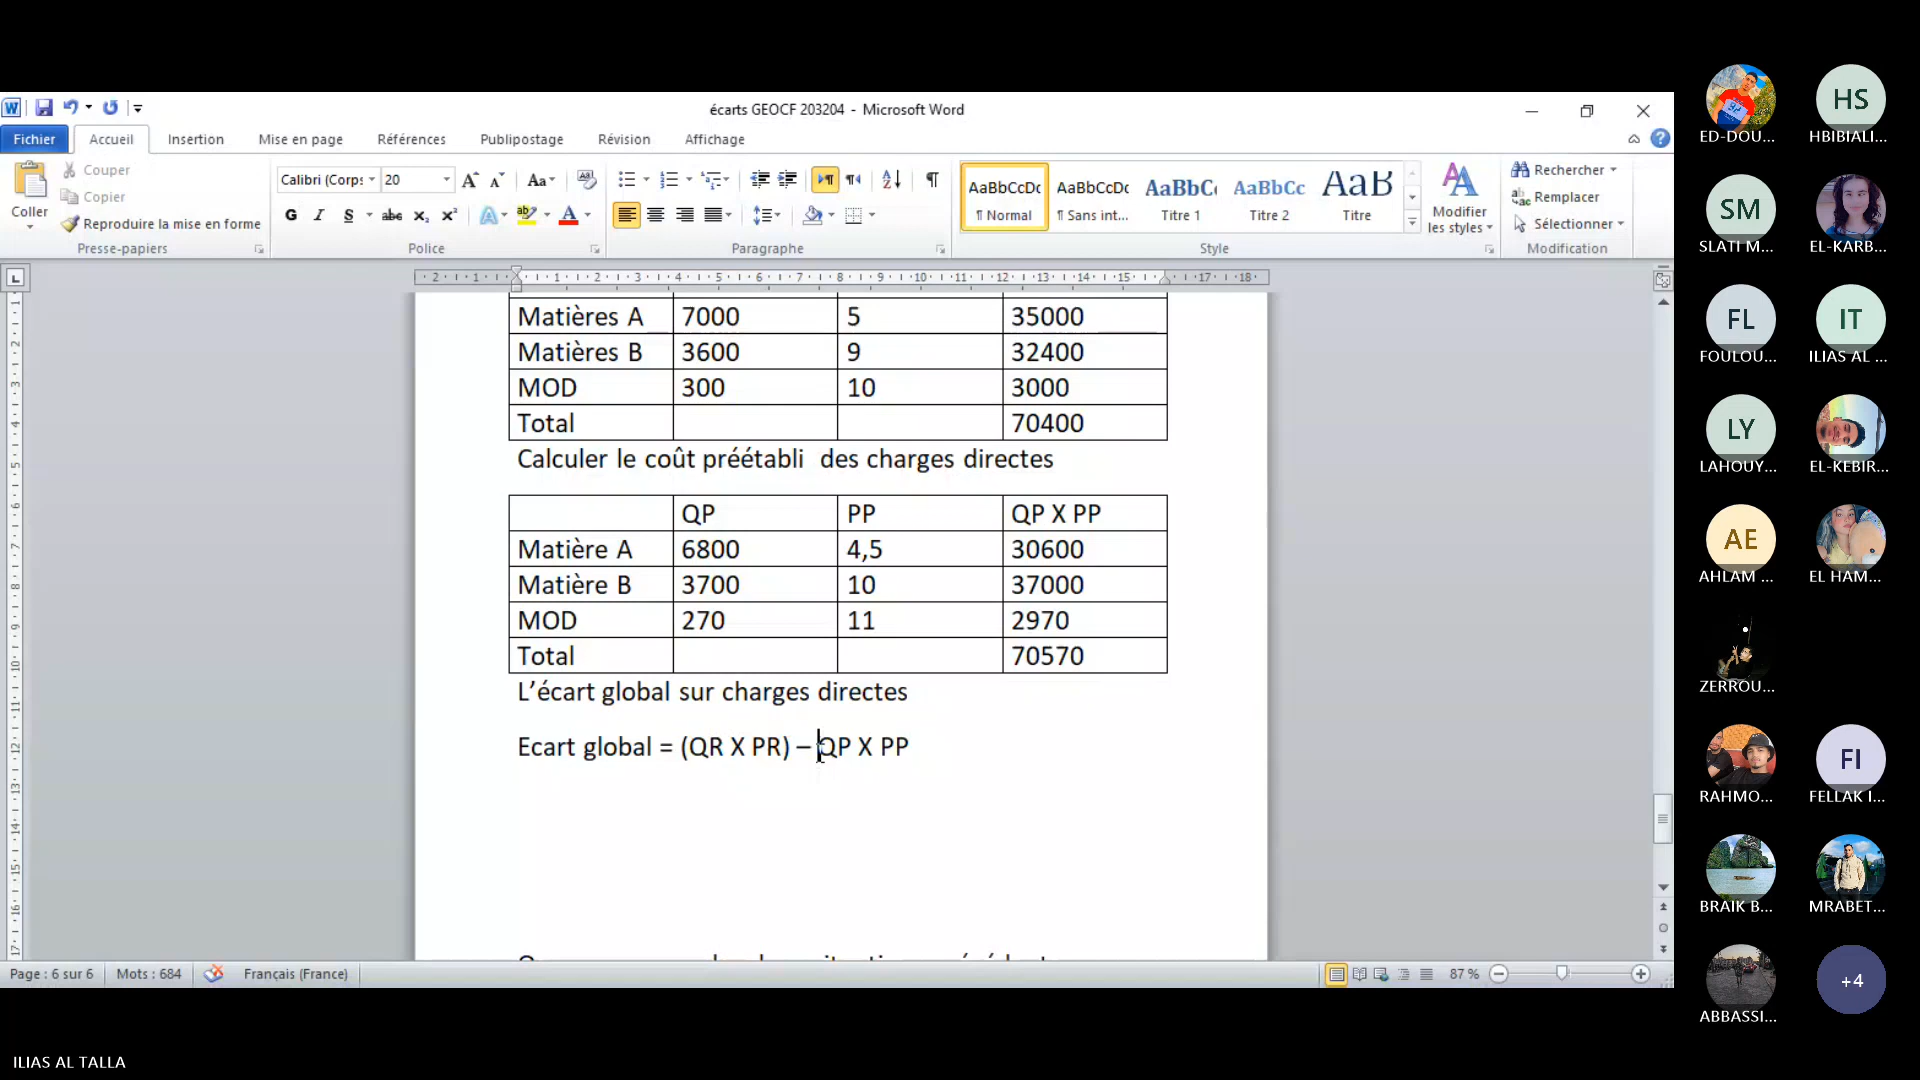 écarts GEOCF 203204 - Microsoft Word
Fichier Accueil Insertion Mise en page Références Publipostage Révision Affichage
Couper
Copier
Coller
Reproduire la mise en forme
Presse-papiers
Calibri (Corps 20
Police
Paragraphe
AaBbCcDc AaBbCcDc AaBbC AaBbCc AaB
¶ Normal ¶ Sans int... Titre 1 Titre 2 Titre
Modifier
les styles
Style
Rechercher
Remplacer
Sélectionner
Modification
Matières A 7000 5 35000
Matières B 3600 9 32400
MOD 300 10 3000
Total 70400
Calculer le coût préétabli des charges directes
QP PP QP X PP
Matière A 6800 4,5 30600
Matière B 3700 10 37000
MOD 270 11 2970
Total 70570
L'écart global sur charges directes
Ecart global = (QR X PR) – QP X PP
Page : 6 sur 6 Mots : 684 Français (France) 87 %
ED-DOU... HS HBIBIALI...
SM SLATI M... EL-KARB...
FL FOULOU... IT ILIAS AL ...
LY LAHOUY... EL-KEBIR...
AE AHLAM ... EL HAM...
ZERROU...
RAHMO... FI FELLAK I...
BRAIK B... MRABET...
ABBASSI... +4
ILIAS AL TALLA